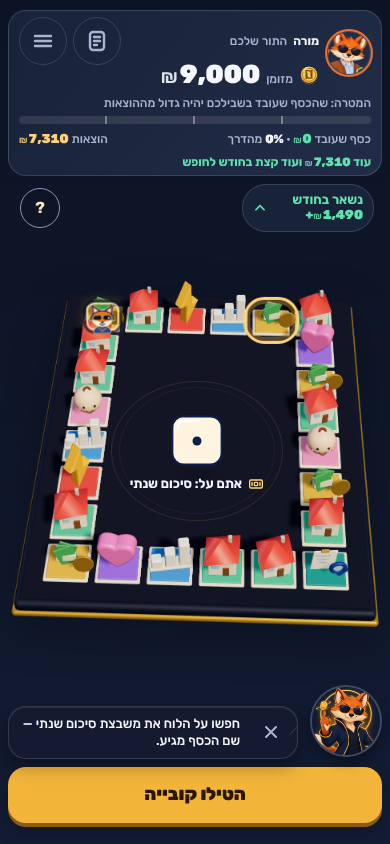 מורה התור שלכם
מזומן 9,000 ₪
המטרה: שהכסף שעובד בשבילכם יהיה גדול מההוצאות
כסף שעובד 0₪ • 0% מהדרך
הוצאות 7,310₪
עוד 7,310₪ ועוד קצת בחודש לחופש
נשאר בחודש
+1,490₪
?
אתם על: סיכום שנתי
חפשו על הלוח את משבצת סיכום שנתי —
שם הכסף מגיע.
הטילו קובייה